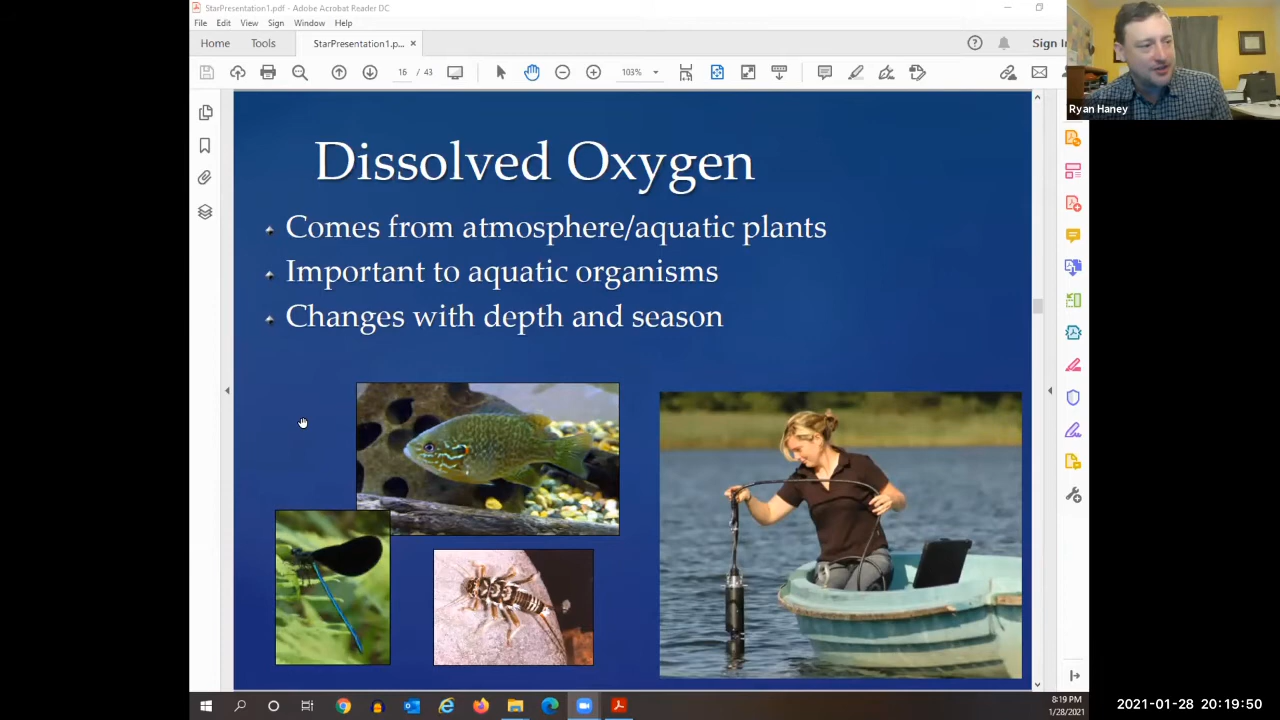 StarPresentation1.pdf - Adobe Acrobat Reader DC
File Edit View Sign Window Help
Home Tools StarPresentation1.p... × Sign In
16 / 43 103%
Ryan Haney
Dissolved Oxygen
Comes from atmosphere/aquatic plants
Important to aquatic organisms
Changes with depth and season
8:19 PM
1/28/2021
2021-01-28 20:19:50